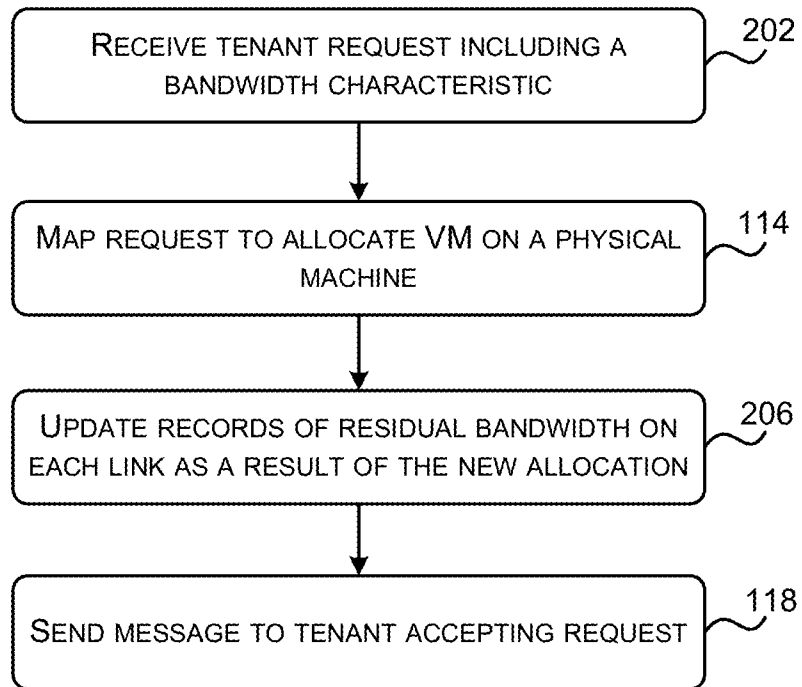 RECEIVE TENANT REQUEST INCLUDING A
BANDWIDTH CHARACTERISTIC
202
MAP REQUEST TO ALLOCATE VM ON A PHYSICAL
MACHINE
114
UPDATE RECORDS OF RESIDUAL BANDWIDTH ON
EACH LINK AS A RESULT OF THE NEW ALLOCATION
206
SEND MESSAGE TO TENANT ACCEPTING REQUEST
118